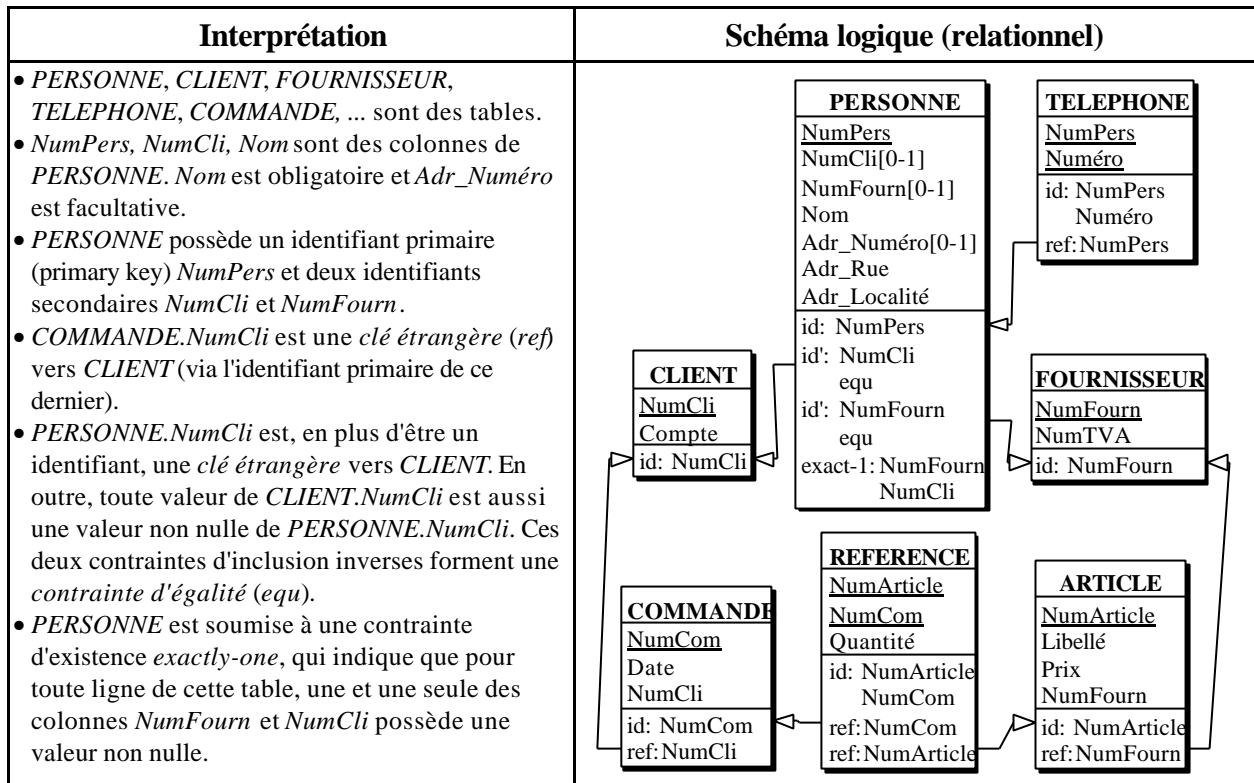 Interprétation
• PERSONNE, CLIENT, FOURNISSEUR,
TELEPHONE, COMMANDE, ... sont des tables.
• NumPers, NumCli, Nom sont des colonnes de
PERSONNE. Nom est obligatoire et Adr_Numéro
est facultative.
• PERSONNE possède un identifiant primaire
(primary key) NumPers et deux identifiants
secondaires NumCli et NumFourn.
• COMMANDE.NumCli est une clé étrangère (ref)
vers CLIENT (via l'identifiant primaire de ce
dernier).
• PERSONNE.NumCli est, en plus d'être un
identifiant, une clé étrangère vers CLIENT. En
outre, toute valeur de CLIENT.NumCli est aussi
une valeur non nulle de PERSONNE.NumCli. Ces
deux contraintes d'inclusion inverses forment une
contrainte d'égalité (equ).
• PERSONNE est soumise à une contrainte
d'existence exactly-one, qui indique que pour
toute ligne de cette table, une et une seule des
colonnes NumFourn et NumCli possède une
valeur non nulle.
Schéma logique (relationnel)
PERSONNE
NumPers
NumCli[0-1]
NumFourn[0-1]
Nom
Adr_Numéro[0-1]
Adr_Rue
Adr_Localité
id: NumPers
id': NumCli
equ
id': NumFourn
equ
exact-1: NumFourn
NumCli
TELEPHONE
NumPers
Numéro
id: NumPers
Numéro
ref:NumPers
CLIENT
NumCli
Compte
id: NumCli
FOURNISSEUR
NumFourn
NumTVA
id: NumFourn
COMMANDE
NumCom
Date
NumCli
id: NumCom
ref:NumCli
REFERENCE
NumArticle
NumCom
Quantité
id: NumArticle
NumCom
ref:NumCom
ref:NumArticle
ARTICLE
NumArticle
Libellé
Prix
NumFourn
id: NumArticle
ref:NumFourn